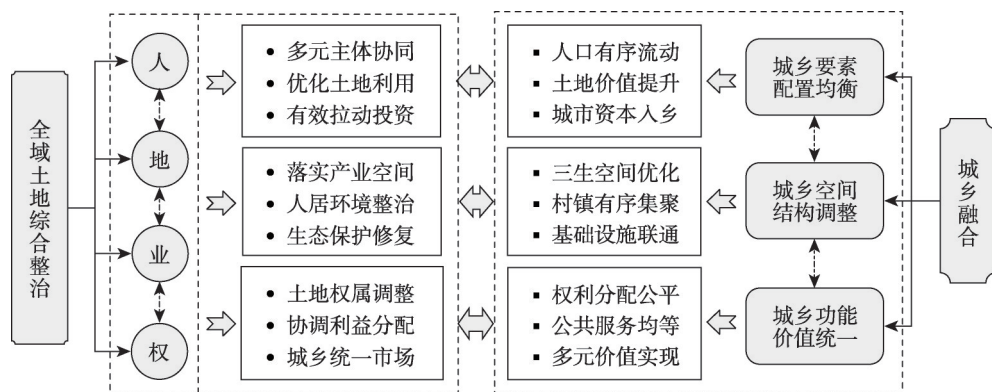 全域土地综合整治
人
地
业
权
多元主体协同
优化土地利用
有效拉动投资
落实产业空间
人居环境整治
生态保护修复
土地权属调整
协调利益分配
城乡统一市场
人口有序流动
土地价值提升
城市资本入乡
三生空间优化
村镇有序集聚
基础设施联通
权利分配公平
公共服务均等
多元价值实现
城乡要素
配置均衡
城乡空间
结构调整
城乡功能
价值统一
城乡融合